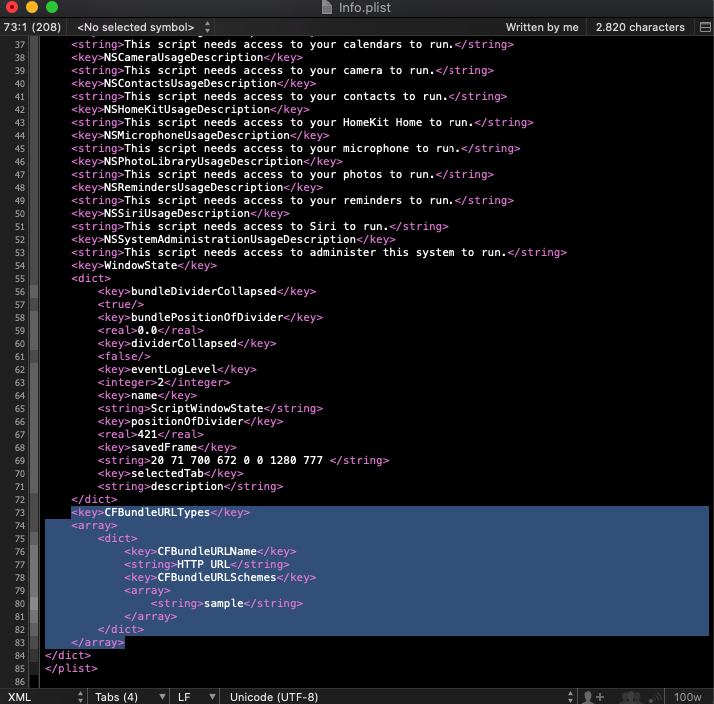 Info.plist
73:1 (208) <No selected symbol> Written by me 2.820 characters
37 <string>This script needs access to your calendars to run.</string>
38 <key>NSCameraUsageDescription</key>
39 <string>This script needs access to your camera to run.</string>
40 <key>NSContactsUsageDescription</key>
41 <string>This script needs access to your contacts to run.</string>
42 <key>NSHomeKitUsageDescription</key>
43 <string>This script needs access to your HomeKit Home to run.</string>
44 <key>NSMicrophoneUsageDescription</key>
45 <string>This script needs access to your microphone to run.</string>
46 <key>NSPhotoLibraryUsageDescription</key>
47 <string>This script needs access to your photos to run.</string>
48 <key>NSRemindersUsageDescription</key>
49 <string>This script needs access to your reminders to run.</string>
50 <key>NSSiriUsageDescription</key>
51 <string>This script needs access to Siri to run.</string>
52 <key>NSSystemAdministrationUsageDescription</key>
53 <string>This script needs access to administer this system to run.</string>
54 <key>WindowState</key>
55 <dict>
56 <key>bundleDividerCollapsed</key>
57 <true/>
58 <key>bundlePositionOfDivider</key>
59 <real>0.0</real>
60 <key>dividerCollapsed</key>
61 <false/>
62 <key>eventLogLevel</key>
63 <integer>2</integer>
64 <key>name</key>
65 <string>ScriptWindowState</string>
66 <key>positionOfDivider</key>
67 <real>421</real>
68 <key>savedFrame</key>
69 <string>20 71 700 672 0 0 1280 777 </string>
70 <key>selectedTab</key>
71 <string>description</string>
72 </dict>
73 <key>CFBundleURLTypes</key>
74 <array>
75 <dict>
76 <key>CFBundleURLName</key>
77 <string>HTTP URL</string>
78 <key>CFBundleURLSchemes</key>
79 <array>
80 <string>sample</string>
81 </array>
82 </dict>
83 </array>
84 </dict>
85 </plist>
86
XML Tabs (4) LF Unicode (UTF-8) 100w